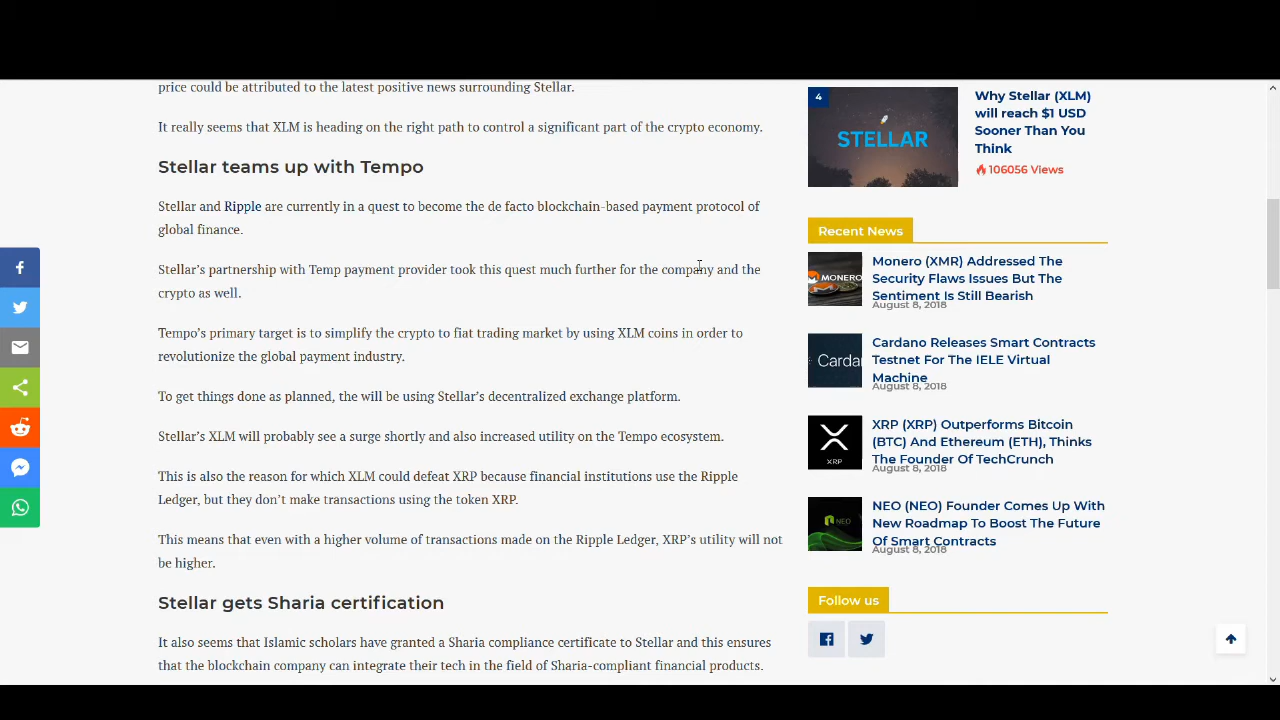 price could be attributed to the latest positive news surrounding Stellar.
It really seems that XLM is heading on the right path to control a significant part of the crypto economy.
Stellar teams up with Tempo
Stellar and Ripple are currently in a quest to become the de facto blockchain-based payment protocol of
global finance.
Stellar's partnership with Temp payment provider took this quest much further for the company and the
crypto as well.
Tempo's primary target is to simplify the crypto to fiat trading market by using XLM coins in order to
revolutionize the global payment industry.
To get things done as planned, the will be using Stellar's decentralized exchange platform.
Stellar's XLM will probably see a surge shortly and also increased utility on the Tempo ecosystem.
This is also the reason for which XLM could defeat XRP because financial institutions use the Ripple
Ledger, but they don't make transactions using the token XRP.
This means that even with a higher volume of transactions made on the Ripple Ledger, XRP's utility will not
be higher.
Stellar gets Sharia certification
It also seems that Islamic scholars have granted a Sharia compliance certificate to Stellar and this ensures
that the blockchain company can integrate their tech in the field of Sharia-compliant financial products.
4
STELLAR
Why Stellar (XLM)
will reach $1 USD
Sooner Than You
Think
106056 Views
Recent News
MONERO
Monero (XMR) Addressed The
Security Flaws Issues But The
Sentiment Is Still Bearish
August 8, 2018
Carda
Cardano Releases Smart Contracts
Testnet For The IELE Virtual
Machine
August 8, 2018
XRP
XRP (XRP) Outperforms Bitcoin
(BTC) And Ethereum (ETH), Thinks
The Founder Of TechCrunch
August 8, 2018
NEO
NEO (NEO) Founder Comes Up With
New Roadmap To Boost The Future
Of Smart Contracts
August 8, 2018
Follow us